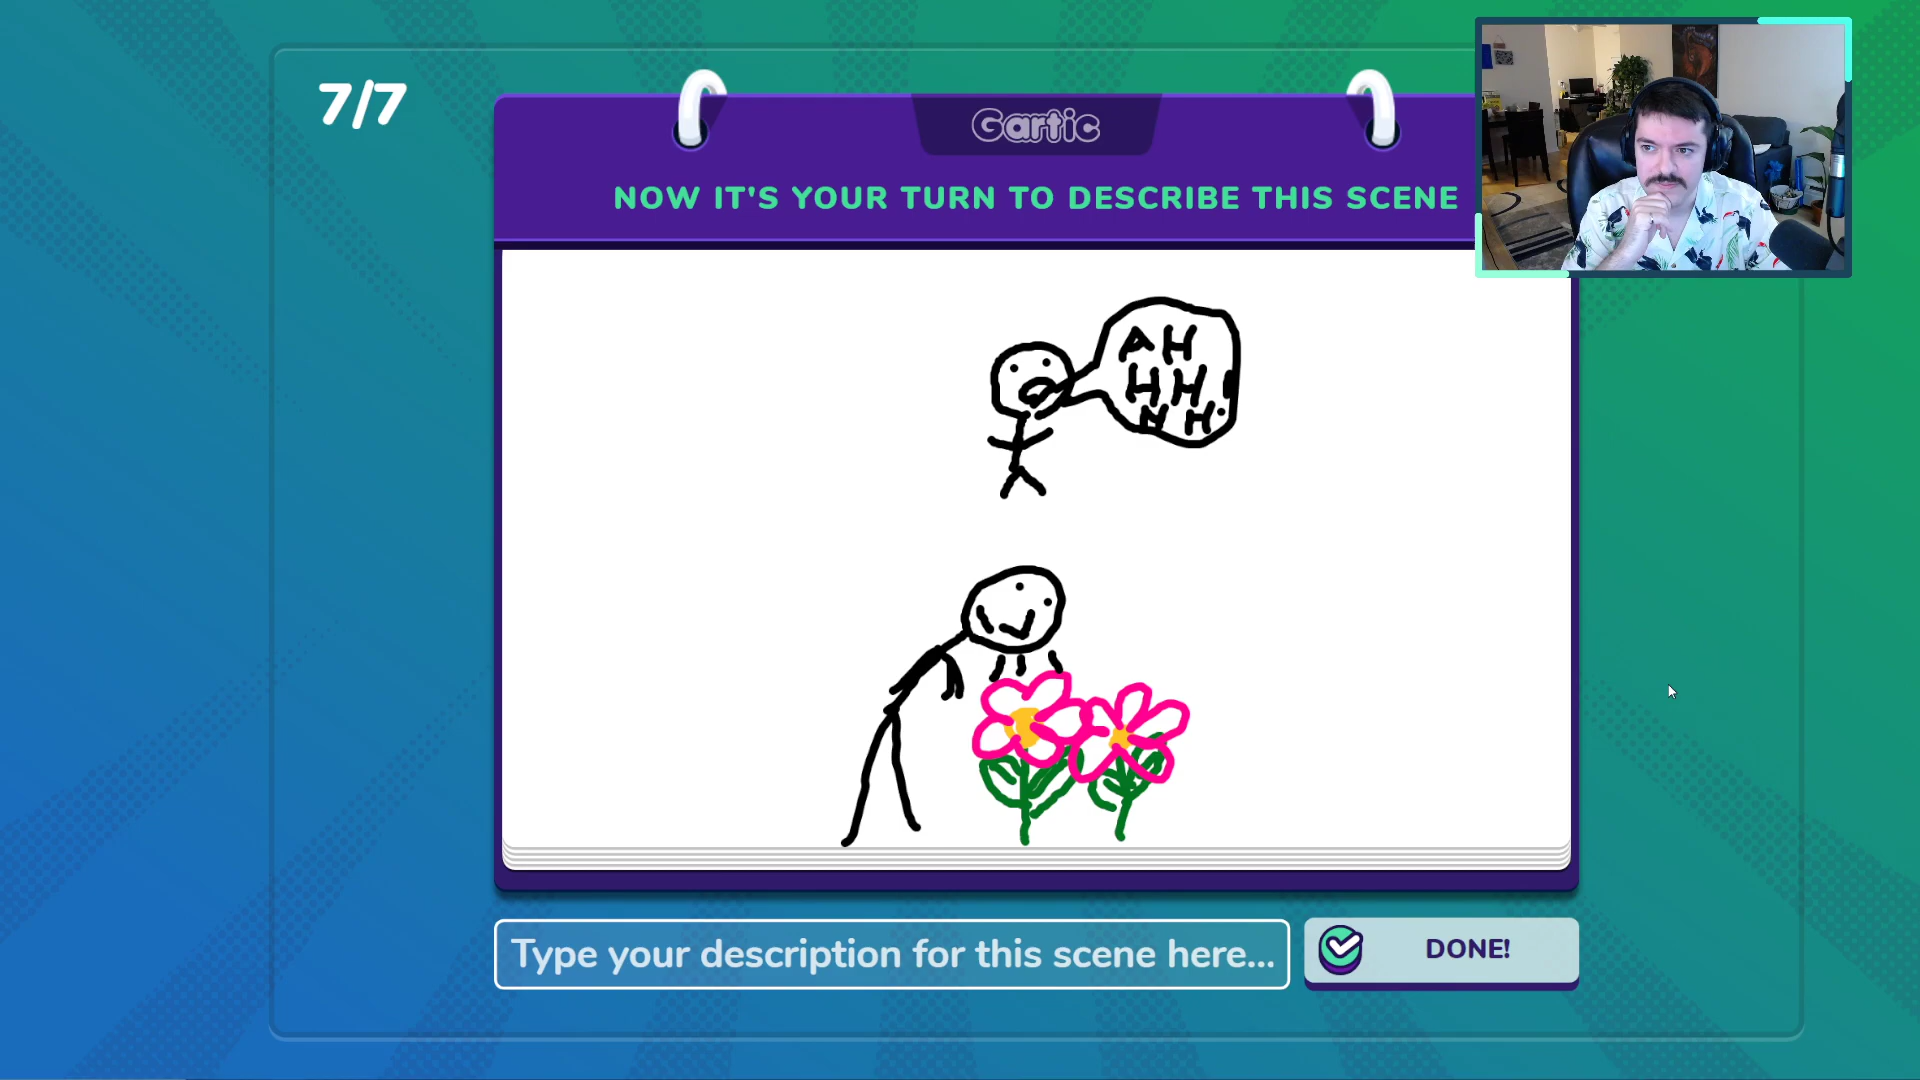 7/7
Gartic
NOW IT'S YOUR TURN TO DESCRIBE THIS SCENE
AH
HH
HH
Type your description for this scene here...
DONE!